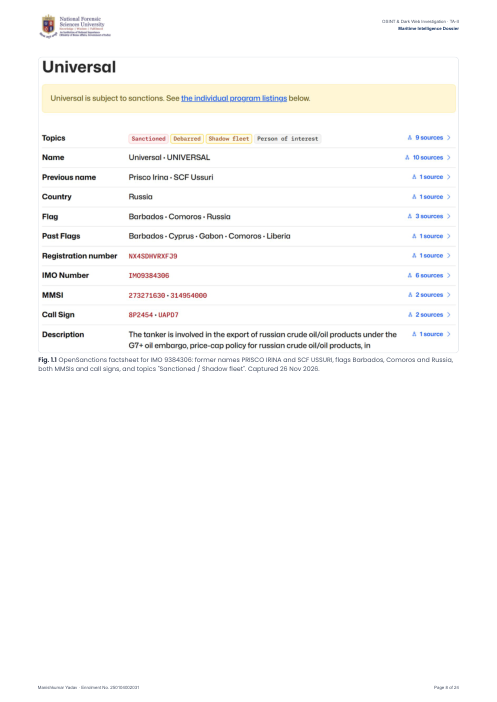 National Forensic
Sciences University
OSINT & Dark Web Investigation · TA-II
Maritime Intelligence Dossier
Universal
Universal is subject to sanctions. See the individual program listings below.
Topics Sanctioned Debarred Shadow fleet Person of interest 9 sources >
Name Universal · UNIVERSAL 10 sources >
Previous name Prisco Irina · SCF Ussuri 1 source >
Country Russia 1 source >
Flag Barbados · Comoros · Russia 3 sources >
Past Flags Barbados · Cyprus · Gabon · Comoros · Liberia 1 source >
Registration number NX4SDHVRXFJ9 1 source >
IMO Number IMO9384306 6 sources >
MMSI 273271630 · 314954000 2 sources >
Call Sign 8P2454 · UAPD7 2 sources >
Description The tanker is involved in the export of russian crude oil/oil products under the 1 source >
G7+ oil embargo, price-cap policy for russian crude oil/oil products, in
Fig. 1.1 OpenSanctions factsheet for IMO 9384306: former names PRISCO IRINA and SCF USSURI, flags Barbados, Comoros and Russia,
both MMSIs and call signs, and topics "Sanctioned / Shadow fleet". Captured 26 Nov 2026.
Page 8 of 24